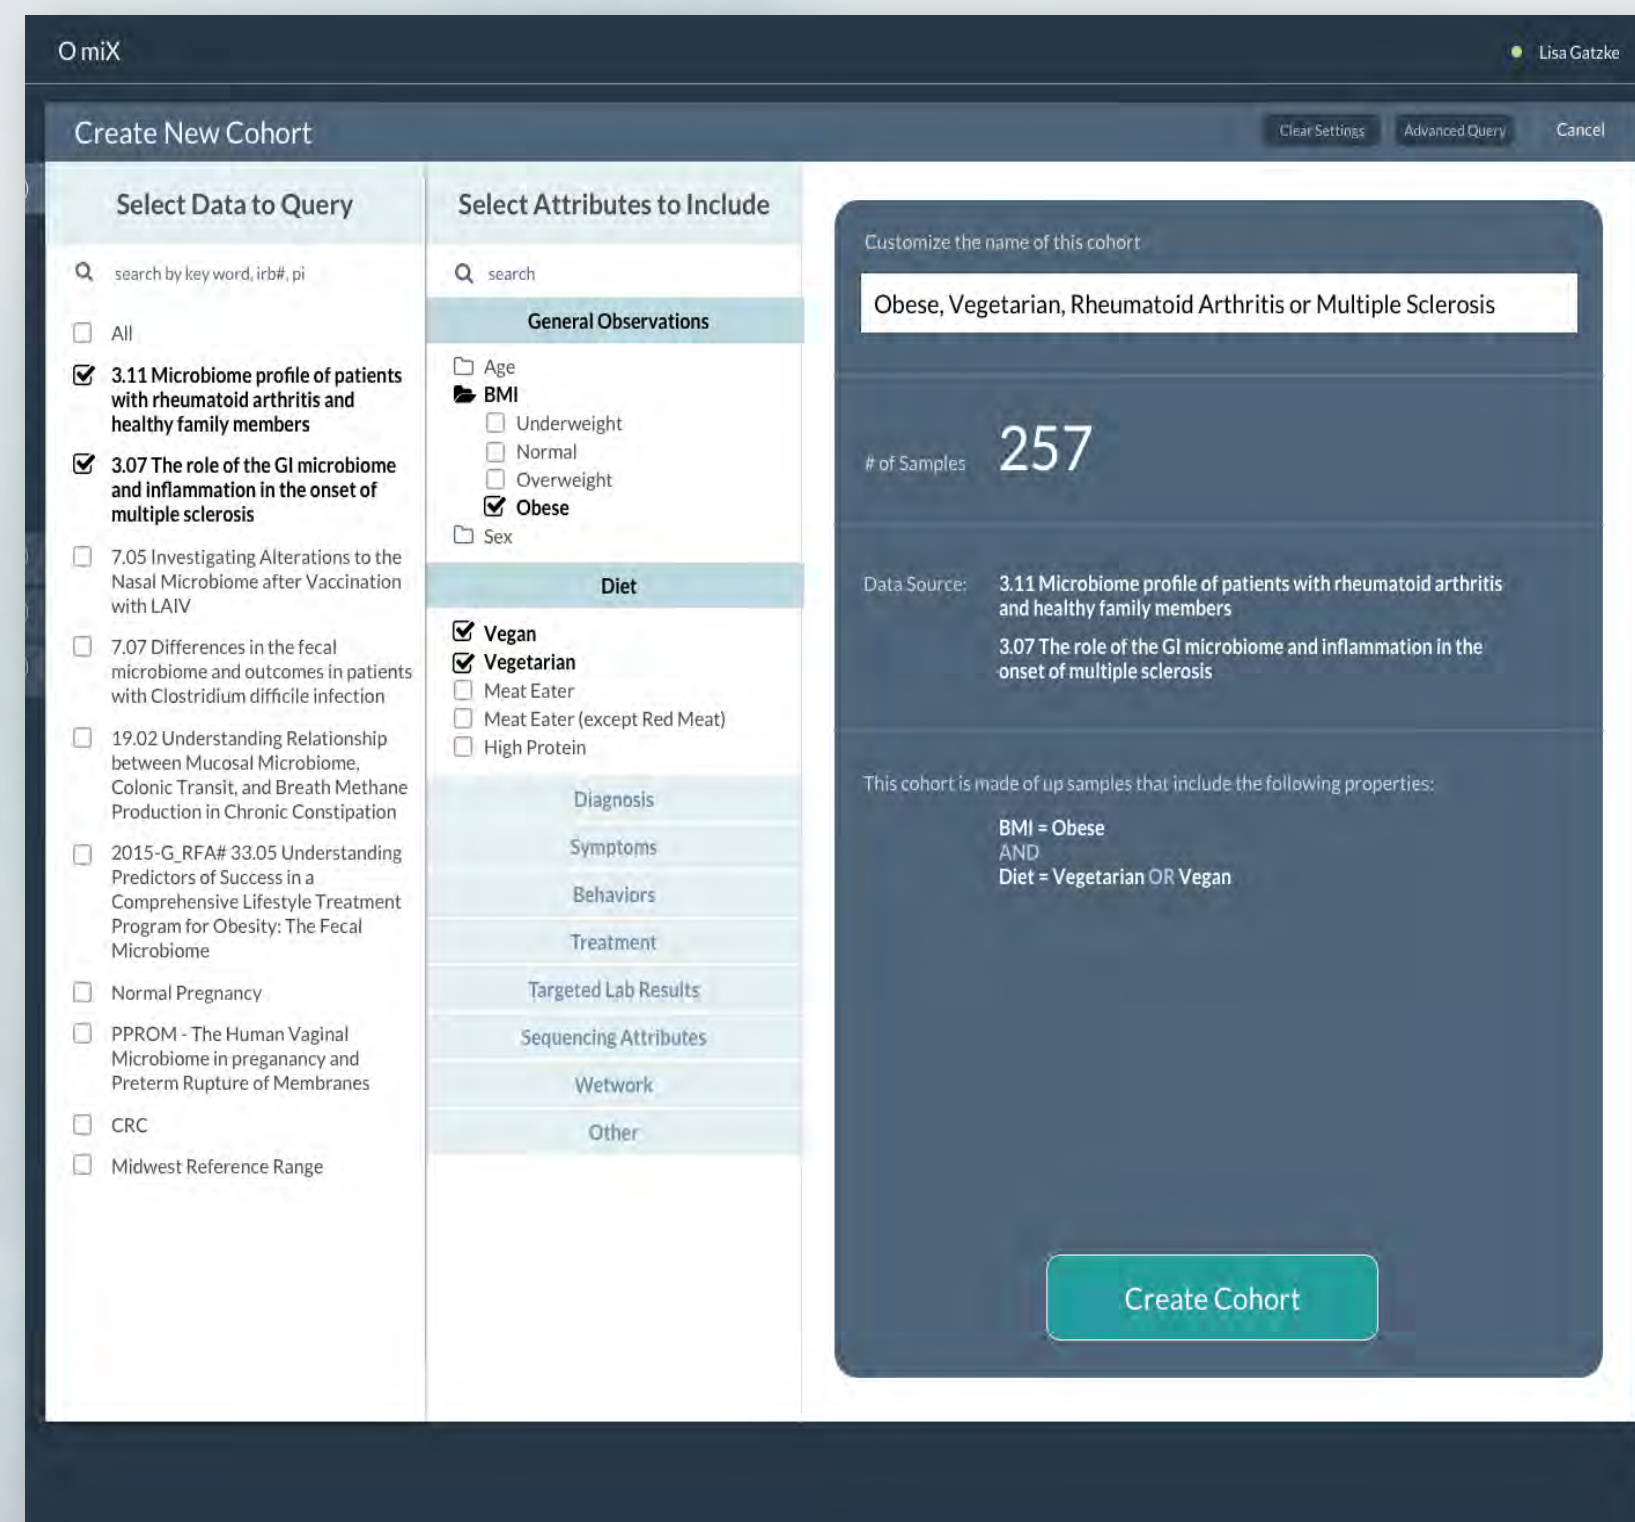 O miX
Lisa Gatzke
Create New Cohort
Clear Settings
Advanced Query
Cancel
Select Data to Query
search by key word, irb#, pi
All
3.11 Microbiome profile of patients
with rheumatoid arthritis and
healthy family members
3.07 The role of the GI microbiome
and inflammation in the onset of
multiple sclerosis
7.05 Investigating Alterations to the
Nasal Microbiome after Vaccination
with LAIV
7.07 Differences in the fecal
microbiome and outcomes in patients
with Clostridium difficile infection
19.02 Understanding Relationship
between Mucosal Microbiome,
Colonic Transit, and Breath Methane
Production in Chronic Constipation
2015-G_RFA# 33.05 Understanding
Predictors of Success in a
Comprehensive Lifestyle Treatment
Program for Obesity: The Fecal
Microbiome
Normal Pregnancy
PPROM - The Human Vaginal
Microbiome in preganancy and
Preterm Rupture of Membranes
CRC
Midwest Reference Range
Select Attributes to Include
search
General Observations
Age
BMI
Underweight
Normal
Overweight
Obese
Sex
Diet
Vegan
Vegetarian
Meat Eater
Meat Eater (except Red Meat)
High Protein
Diagnosis
Symptoms
Behaviors
Treatment
Targeted Lab Results
Sequencing Attributes
Wetwork
Other
Customize the name of this cohort
Obese, Vegetarian, Rheumatoid Arthritis or Multiple Sclerosis
# of Samples 257
Data Source: 3.11 Microbiome profile of patients with rheumatoid arthritis
and healthy family members
3.07 The role of the GI microbiome and inflammation in the
onset of multiple sclerosis
This cohort is made of up samples that include the following properties:
BMI = Obese
AND
Diet = Vegetarian OR Vegan
Create Cohort